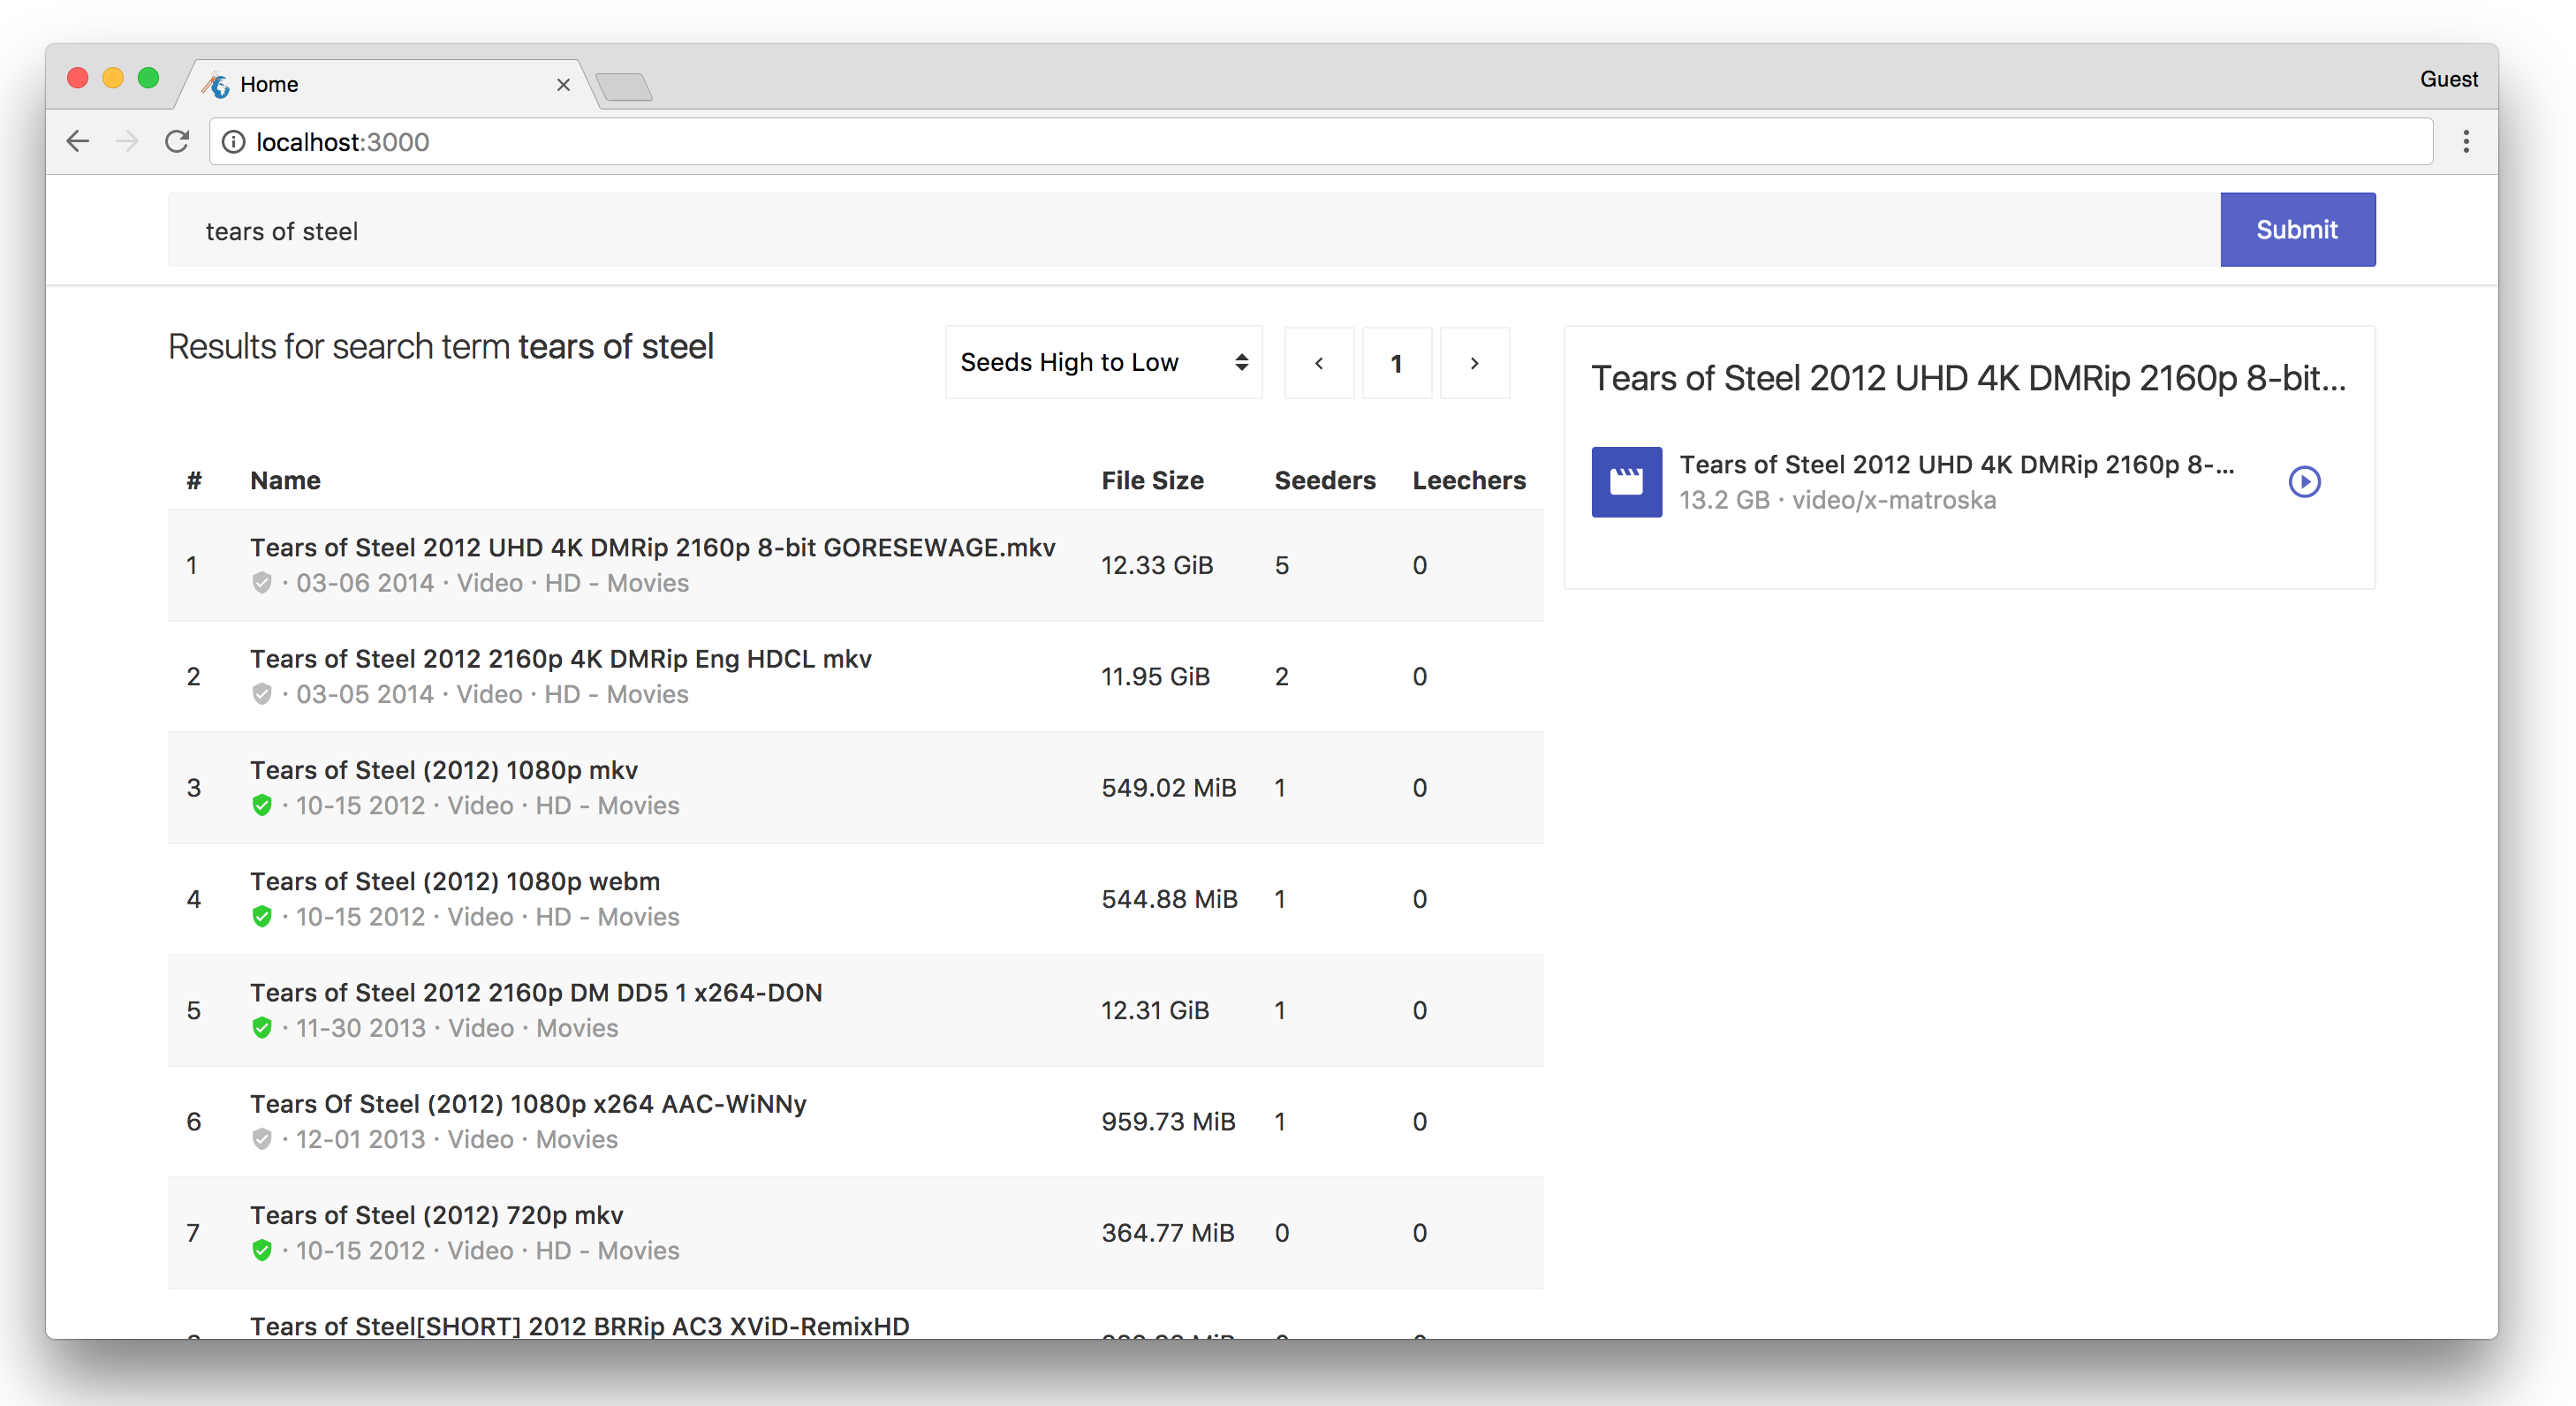 Home
Guest
localhost:3000
tears of steel
Submit
Results for search term tears of steel
Seeds High to Low
1
# Name File Size Seeders Leechers
1
Tears of Steel 2012 UHD 4K DMRip 2160p 8-bit GORESEWAGE.mkv
· 03-06 2014 · Video · HD - Movies
12.33 GiB 5 0
2
Tears of Steel 2012 2160p 4K DMRip Eng HDCL mkv
· 03-05 2014 · Video · HD - Movies
11.95 GiB 2 0
3
Tears of Steel (2012) 1080p mkv
· 10-15 2012 · Video · HD - Movies
549.02 MiB 1 0
4
Tears of Steel (2012) 1080p webm
· 10-15 2012 · Video · HD - Movies
544.88 MiB 1 0
5
Tears of Steel 2012 2160p DM DD5 1 x264-DON
· 11-30 2013 · Video · Movies
12.31 GiB 1 0
6
Tears Of Steel (2012) 1080p x264 AAC-WiNNy
· 12-01 2013 · Video · Movies
959.73 MiB 1 0
7
Tears of Steel (2012) 720p mkv
· 10-15 2012 · Video · HD - Movies
364.77 MiB 0 0
Tears of Steel[SHORT] 2012 BRRip AC3 XViD-RemixHD
Tears of Steel 2012 UHD 4K DMRip 2160p 8-bit...
Tears of Steel 2012 UHD 4K DMRip 2160p 8-...
13.2 GB · video/x-matroska